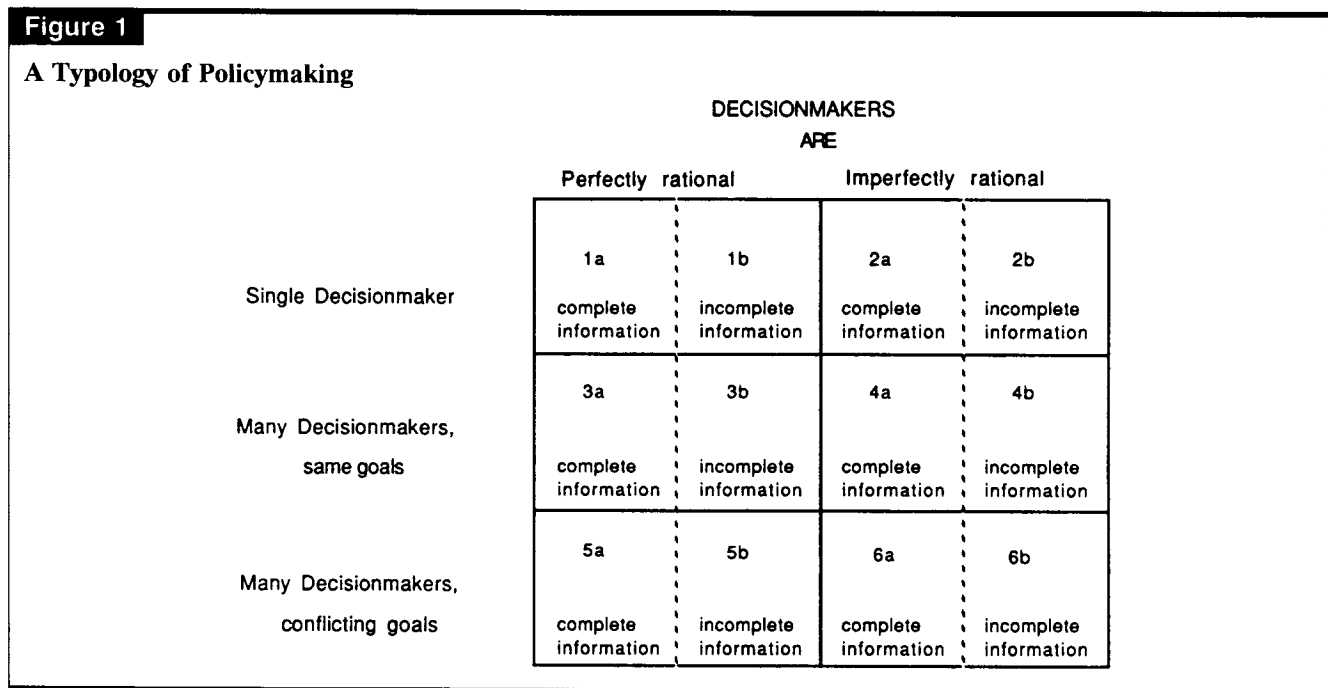 Figure 1
A Typology of Policymaking
DECISIONMAKERS
ARE
Perfectly rational Imperfectly rational
1a 1b 2a 2b
Single Decisionmaker
complete incomplete complete incomplete
information information information information
3a 3b 4a 4b
Many Decisionmakers,
same goals
complete incomplete complete incomplete
information information information information
5a 5b 6a 6b
Many Decisionmakers,
conflicting goals
complete incomplete complete incomplete
information information information information